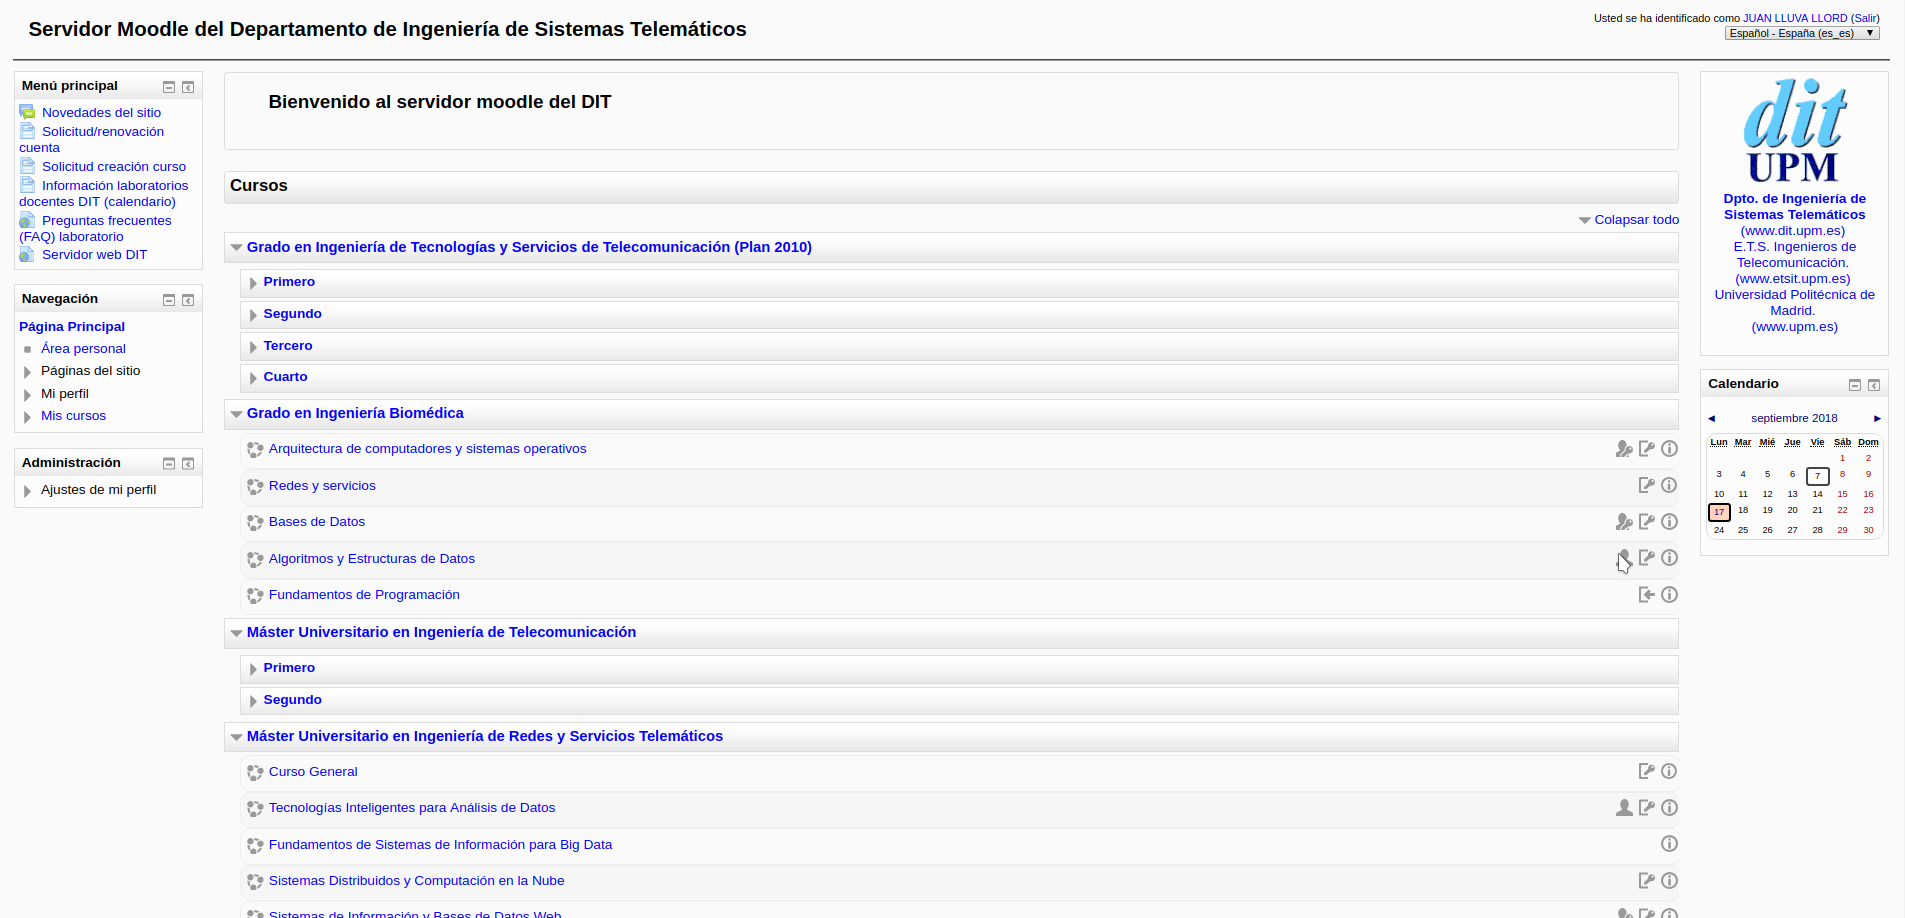 Servidor Moodle del Departamento de Ingeniería de Sistemas Telemáticos
Usted se ha identificado como JUAN LLUVA LLORD (Salir)
Español - España (es_es)
Menú principal
Novedades del sitio
Solicitud/renovación
cuenta
Solicitud creación curso
Información laboratorios
docentes DIT (calendario)
Preguntas frecuentes
(FAQ) laboratorio
Servidor web DIT
Navegación
Página Principal
Área personal
Páginas del sitio
Mi perfil
Mis cursos
Administración
Ajustes de mi perfil
Bienvenido al servidor moodle del DIT
Cursos
Colapsar todo
Grado en Ingeniería de Tecnologías y Servicios de Telecomunicación (Plan 2010)
Primero
Segundo
Tercero
Cuarto
Grado en Ingeniería Biomédica
Arquitectura de computadores y sistemas operativos
Redes y servicios
Bases de Datos
Algoritmos y Estructuras de Datos
Fundamentos de Programación
Máster Universitario en Ingeniería de Telecomunicación
Primero
Segundo
Máster Universitario en Ingeniería de Redes y Servicios Telemáticos
Curso General
Tecnologías Inteligentes para Análisis de Datos
Fundamentos de Sistemas de Información para Big Data
Sistemas Distribuidos y Computación en la Nube
Sistemas de Información y Bases de Datos Web
dit
UPM
Dpto. de Ingeniería de
Sistemas Telemáticos
(www.dit.upm.es)
E.T.S. Ingenieros de
Telecomunicación.
(www.etsit.upm.es)
Universidad Politécnica de
Madrid.
(www.upm.es)
Calendario
septiembre 2018
Lun Mar Mié Jue Vie Sáb Dom
1 2
3 4 5 6 7 8 9
10 11 12 13 14 15 16
17 18 19 20 21 22 23
24 25 26 27 28 29 30